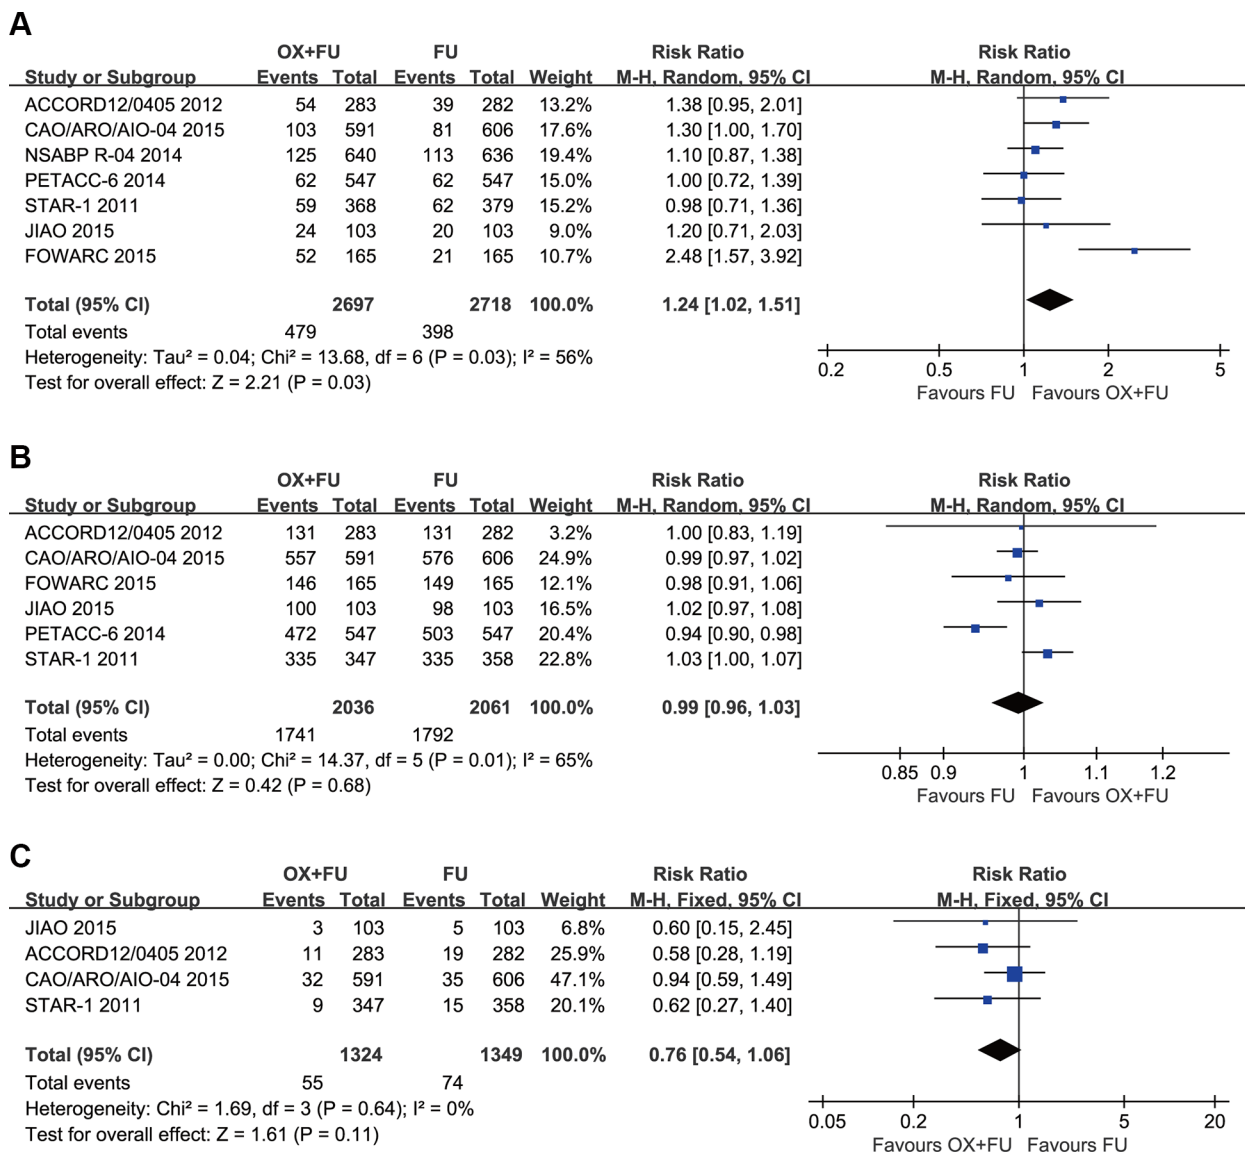 A
OX+FU FU Risk Ratio Risk Ratio
Study or Subgroup Events Total Events Total Weight M-H, Random, 95% CI M-H, Random, 95% CI
ACCORD12/0405 2012 54 283 39 282 13.2% 1.38 [0.95, 2.01]
CAO/ARO/AIO-04 2015 103 591 81 606 17.6% 1.30 [1.00, 1.70]
NSABP R-04 2014 125 640 113 636 19.4% 1.10 [0.87, 1.38]
PETACC-6 2014 62 547 62 547 15.0% 1.00 [0.72, 1.39]
STAR-1 2011 59 368 62 379 15.2% 0.98 [0.71, 1.36]
JIAO 2015 24 103 20 103 9.0% 1.20 [0.71, 2.03]
FOWARC 2015 52 165 21 165 10.7% 2.48 [1.57, 3.92]
Total (95% CI) 2697 2718 100.0% 1.24 [1.02, 1.51]
Total events 479 398
Heterogeneity: Tau² = 0.04; Chi² = 13.68, df = 6 (P = 0.03); I² = 56%
Test for overall effect: Z = 2.21 (P = 0.03)
0.2 0.5 1 2 5
Favours FU Favours OX+FU
B
OX+FU FU Risk Ratio Risk Ratio
Study or Subgroup Events Total Events Total Weight M-H, Random, 95% CI M-H, Random, 95% CI
ACCORD12/0405 2012 131 283 131 282 3.2% 1.00 [0.83, 1.19]
CAO/ARO/AIO-04 2015 557 591 576 606 24.9% 0.99 [0.97, 1.02]
FOWARC 2015 146 165 149 165 12.1% 0.98 [0.91, 1.06]
JIAO 2015 100 103 98 103 16.5% 1.02 [0.97, 1.08]
PETACC-6 2014 472 547 503 547 20.4% 0.94 [0.90, 0.98]
STAR-1 2011 335 347 335 358 22.8% 1.03 [1.00, 1.07]
Total (95% CI) 2036 2061 100.0% 0.99 [0.96, 1.03]
Total events 1741 1792
Heterogeneity: Tau² = 0.00; Chi² = 14.37, df = 5 (P = 0.01); I² = 65%
Test for overall effect: Z = 0.42 (P = 0.68)
0.85 0.9 1 1.1 1.2
Favours FU Favours OX+FU
C
OX+FU FU Risk Ratio Risk Ratio
Study or Subgroup Events Total Events Total Weight M-H, Fixed, 95% CI M-H, Fixed, 95% CI
JIAO 2015 3 103 5 103 6.8% 0.60 [0.15, 2.45]
ACCORD12/0405 2012 11 283 19 282 25.9% 0.58 [0.28, 1.19]
CAO/ARO/AIO-04 2015 32 591 35 606 47.1% 0.94 [0.59, 1.49]
STAR-1 2011 9 347 15 358 20.1% 0.62 [0.27, 1.40]
Total (95% CI) 1324 1349 100.0% 0.76 [0.54, 1.06]
Total events 55 74
Heterogeneity: Chi² = 1.69, df = 3 (P = 0.64); I² = 0%
Test for overall effect: Z = 1.61 (P = 0.11)
0.05 0.2 1 5 20
Favours OX+FU Favours FU